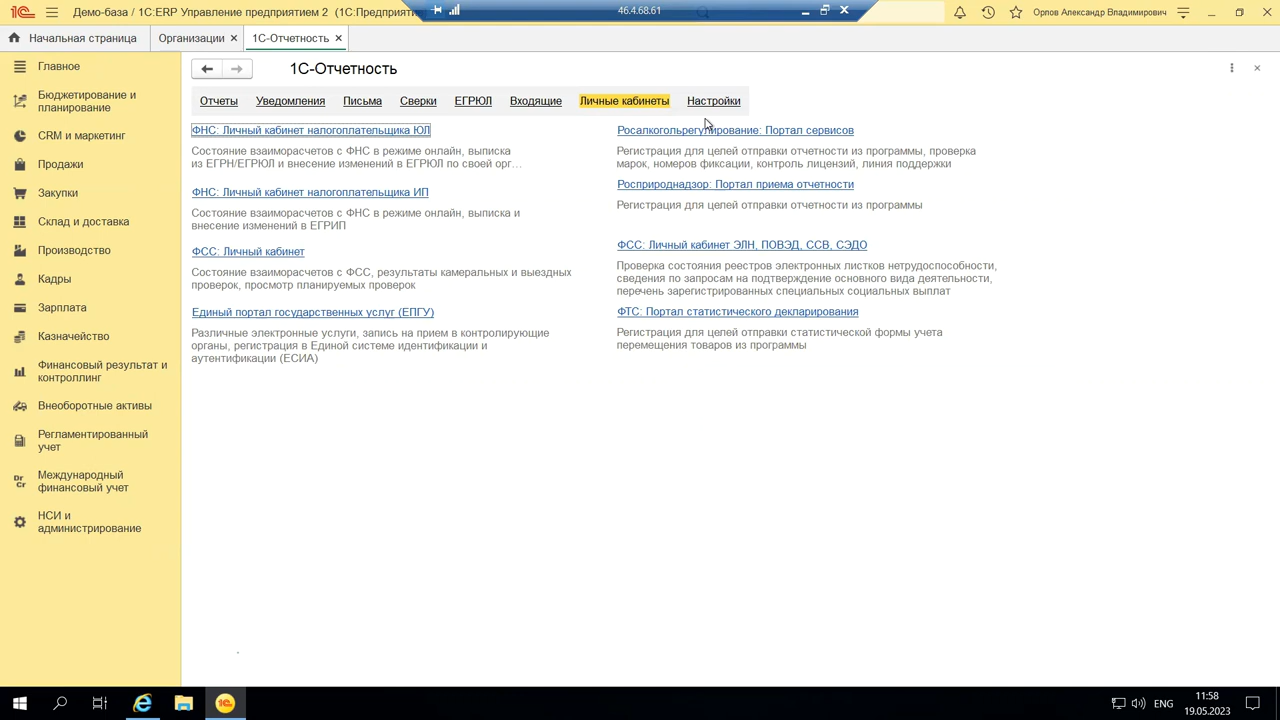 Демо-база / 1С:ERP Управление предприятием 2 (1С:Предприяти
46.4.68.61
Орлов Александр Владимирович
Начальная страница
Организации
1С-Отчетность
Главное
Бюджетирование и
планирование
CRM и маркетинг
Продажи
Закупки
Склад и доставка
Производство
Кадры
Зарплата
Казначейство
Финансовый результат и
контроллинг
Внеоборотные активы
Регламентированный
учет
Dr
Cr
Международный
финансовый учет
НСИ и
администрирование
1С-Отчетность
Отчеты Уведомления Письма Сверки ЕГРЮЛ Входящие Личные кабинеты Настройки
ФНС: Личный кабинет налогоплательщика ЮЛ
Состояние взаиморасчетов с ФНС в режиме онлайн, выписка
из ЕГРН/ЕГРЮЛ и внесение изменений в ЕГРЮЛ по своей орг…
ФНС: Личный кабинет налогоплательщика ИП
Состояние взаиморасчетов с ФНС в режиме онлайн, выписка и
внесение изменений в ЕГРИП
ФСС: Личный кабинет
Состояние взаиморасчетов с ФСС, результаты камеральных и выездных
проверок, просмотр планируемых проверок
Единый портал государственных услуг (ЕПГУ)
Различные электронные услуги, запись на прием в контролирующие
органы, регистрация в Единой системе идентификации и
аутентификации (ЕСИА)
Росалкогольрегулирование: Портал сервисов
Регистрация для целей отправки отчетности из программы, проверка
марок, номеров фиксации, контроль лицензий, линия поддержки
Росприроднадзор: Портал приема отчетности
Регистрация для целей отправки отчетности из программы
ФСС: Личный кабинет ЭЛН, ПОВЭД, ССВ, СЭДО
Проверка состояния реестров электронных листков нетрудоспособности,
сведения по запросам на подтверждение основного вида деятельности,
перечень зарегистрированных специальных социальных выплат
ФТС: Портал статистического декларирования
Регистрация для целей отправки статистической формы учета
перемещения товаров из программы
ENG
11:58
19.05.2023